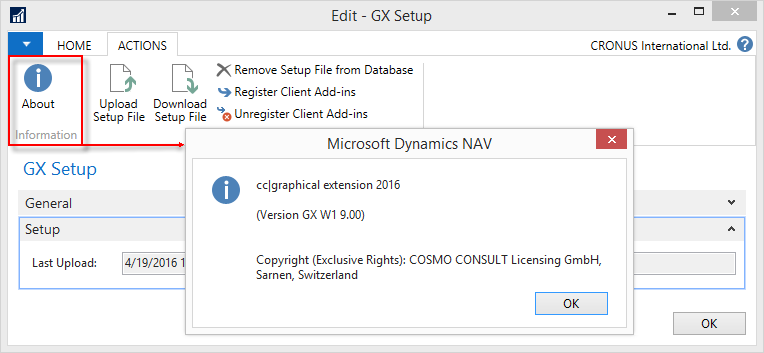 Edit - GX Setup
HOME ACTIONS CRONUS International Ltd.
About
Information
Upload
Setup File
Download
Setup File
Remove Setup File from Database
Register Client Add-ins
Unregister Client Add-ins
GX Setup
General
Setup
Last Upload: 4/19/2016 1
OK
Microsoft Dynamics NAV
cc|graphical extension 2016
(Version GX W1 9.00)
Copyright (Exclusive Rights): COSMO CONSULT Licensing GmbH,
Sarnen, Switzerland
OK